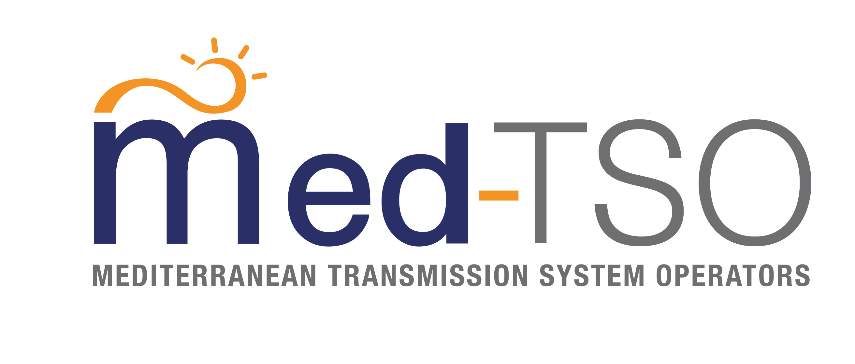 med-TSO
MEDITERRANEAN TRANSMISSION SYSTEM OPERATORS